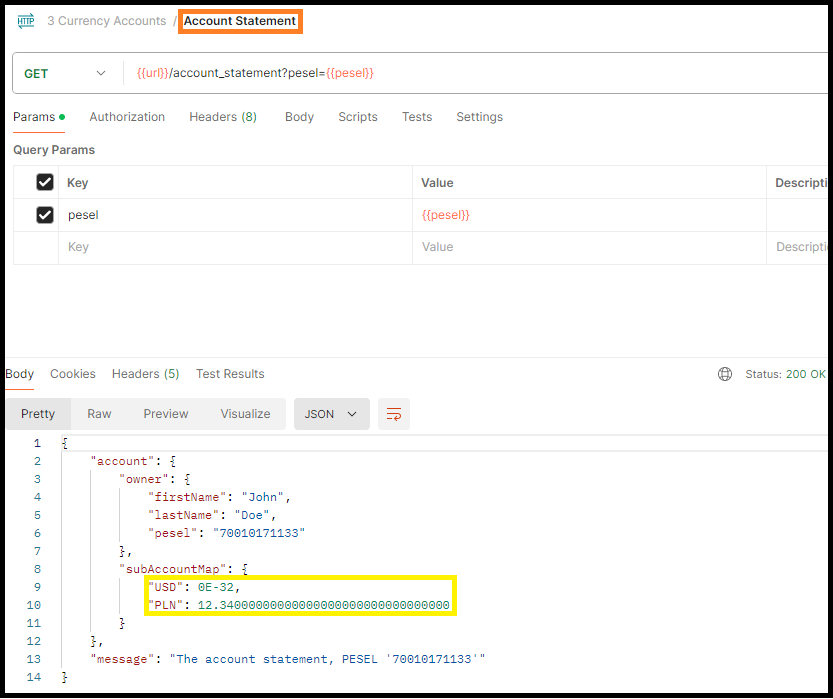 HTTP 3 Currency Accounts / Account Statement
GET {{url}}/account_statement?pesel={{pesel}}
Params Authorization Headers (8) Body Scripts Tests Settings
Query Params
Key Value Descripti
pesel {{pesel}}
Key Value Descripti
Body Cookies Headers (5) Test Results Status: 200 OK
Pretty Raw Preview Visualize JSON
1 {
2 "account": {
3 "owner": {
4 "firstName": "John",
5 "lastName": "Doe",
6 "pesel": "70010171133"
7 },
8 "subAccountMap": {
9 "USD": 0E-32,
10 "PLN": 12.34000000000000000000000000000000
11 }
12 },
13 "message": "The account statement, PESEL '70010171133'"
14 }